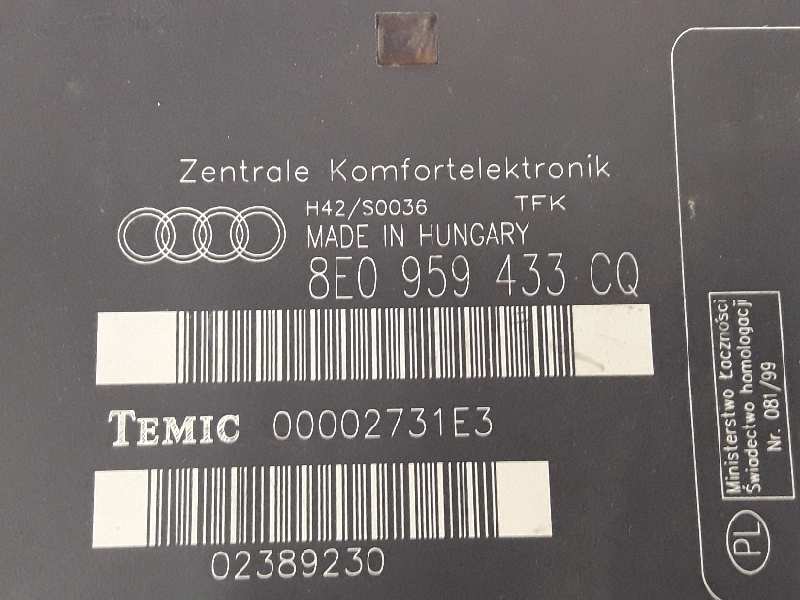 Zentrale Komfortelektronik
H42/S0036 TFK
MADE IN HUNGARY
8E0 959 433 CQ
TEMIC 00002731E3
02389230
Ministerstwo Łączności
Świadectwo homologacji
Nr. 081/99
PL